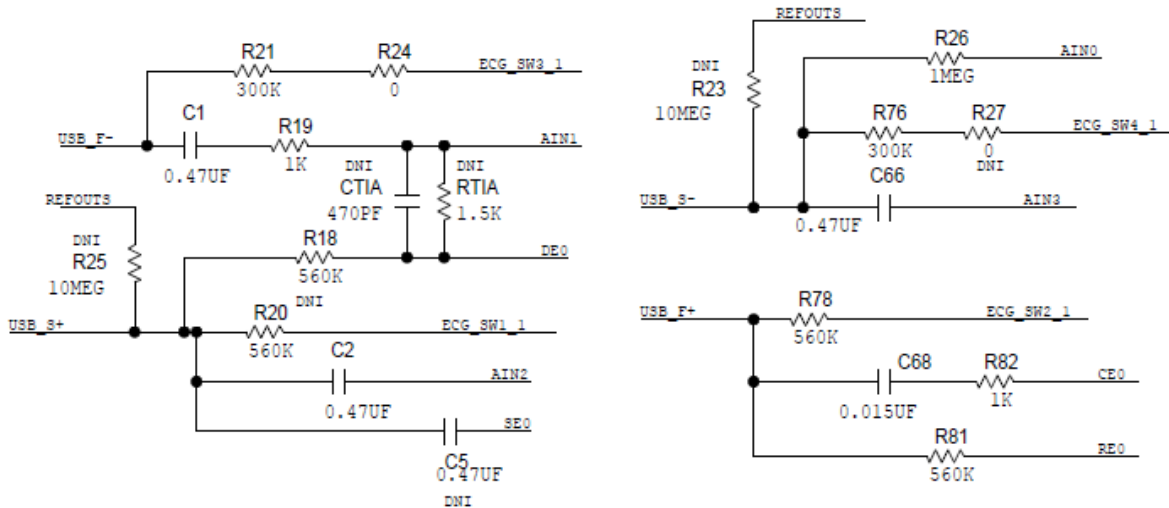 REFOUTS
R21
R24
ECG_SW3_1
300K
0
C1
R19
USB_F-
AIN1
0.47UF
1K
DNI
DNI
CTIA
RTIA
470PF
1.5K
REFOUTS
DNI
R25
10MEG
R18
DE0
560K
DNI
USB_S+
R20
ECG_SW1_1
560K
C2
AIN2
0.47UF
SE0
C5
0.47UF
DNI
R26
AIN0
1MEG
DNI
R23
10MEG
R76
R27
ECG_SW4_1
300K
0
DNI
C66
USB_S-
AIN3
0.47UF
USB_F+
R78
ECG_SW2_1
560K
C68
R82
CE0
0.015UF
1K
R81
RE0
560K